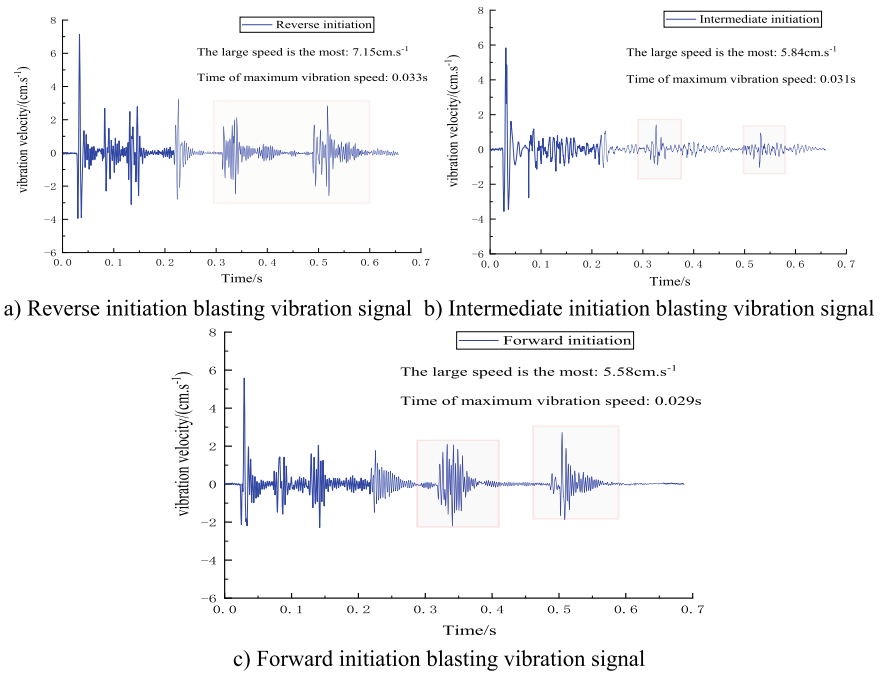 Reverse initiation
The large speed is the most: 7.15cm.s-1
Time of maximum vibration speed: 0.033s
vibration velocity/(cm.s-1)
8
6
4
2
0
−2
−4
−6
0.0 0.1 0.2 0.3 0.4 0.5 0.6 0.7
Time/s
a) Reverse initiation blasting vibration signal
Intermediate initiation
The large speed is the most: 5.84cm.s-1
Time of maximum vibration speed: 0.031s
vibration velocity/(cm.s-1)
8
6
4
2
0
−2
−4
−6
0.0 0.1 0.2 0.3 0.4 0.5 0.6 0.7
Time/s
b) Intermediate initiation blasting vibration signal
Forward initiation
The large speed is the most: 5.58cm.s-1
Time of maximum vibration speed: 0.029s
vibration velocity/(cm.s-1)
8
6
4
2
0
−2
−4
−6
0.0 0.1 0.2 0.3 0.4 0.5 0.6 0.7
Time/s
c) Forward initiation blasting vibration signal